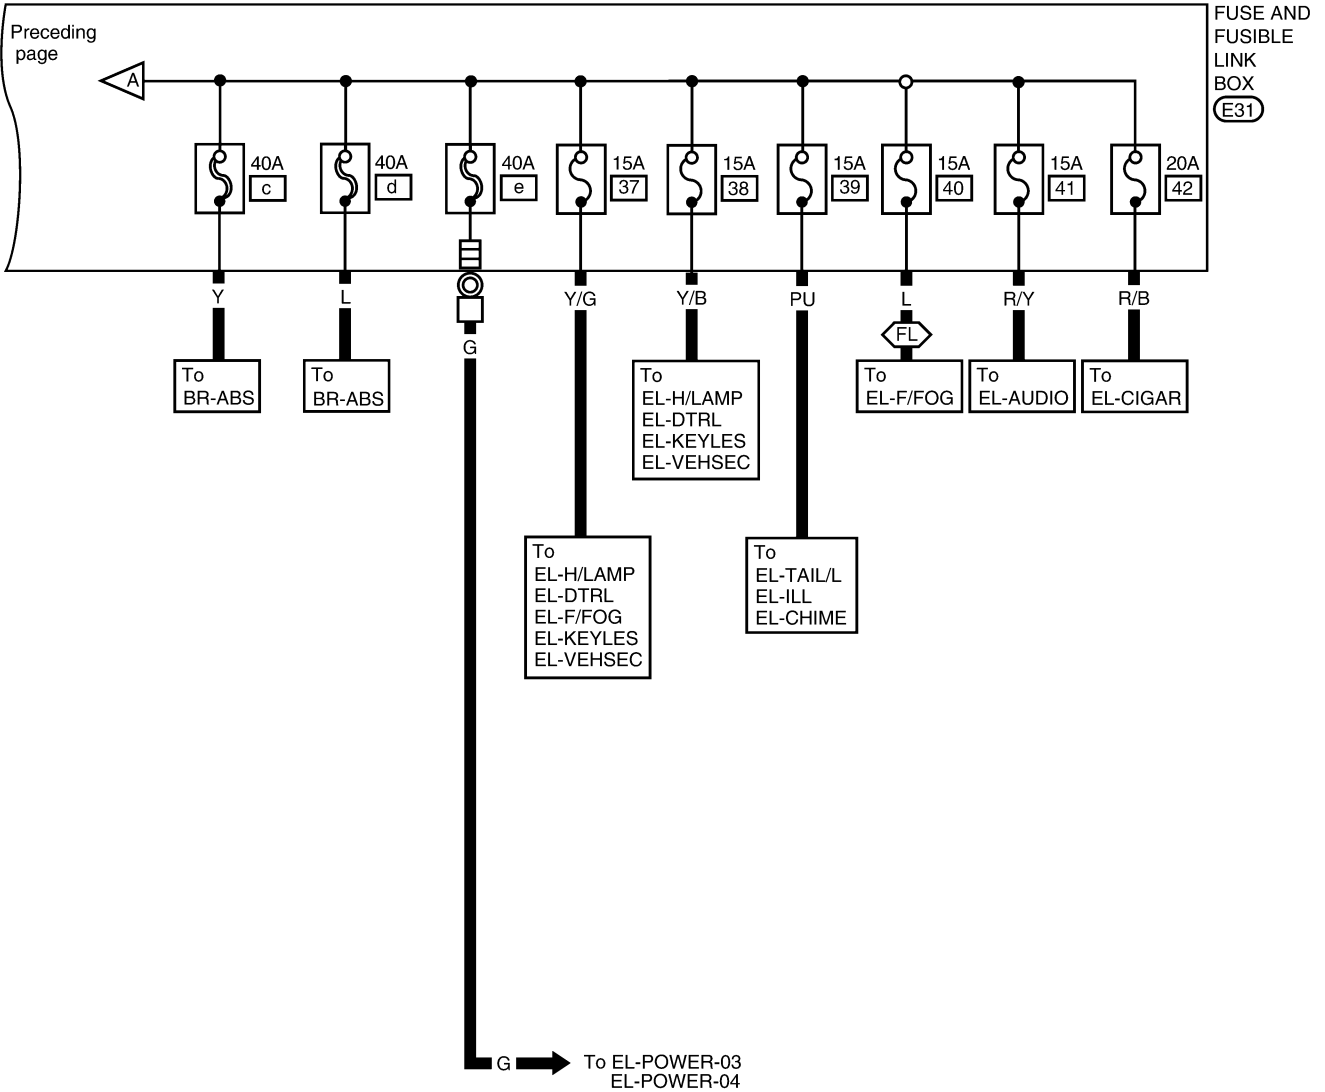 Preceding
page
FUSE AND
FUSIBLE
LINK
BOX
E31
A
40A
c
40A
d
40A
e
15A
37
15A
38
15A
39
15A
40
15A
41
20A
42
Y
L
G
Y/G
Y/B
PU
L
R/Y
R/B
FL
To
BR-ABS
To
BR-ABS
To
EL-H/LAMP
EL-DTRL
EL-KEYLES
EL-VEHSEC
To
EL-F/FOG
To
EL-AUDIO
To
EL-CIGAR
To
EL-H/LAMP
EL-DTRL
EL-F/FOG
EL-KEYLES
EL-VEHSEC
To
EL-TAIL/L
EL-ILL
EL-CHIME
G
To EL-POWER-03
EL-POWER-04